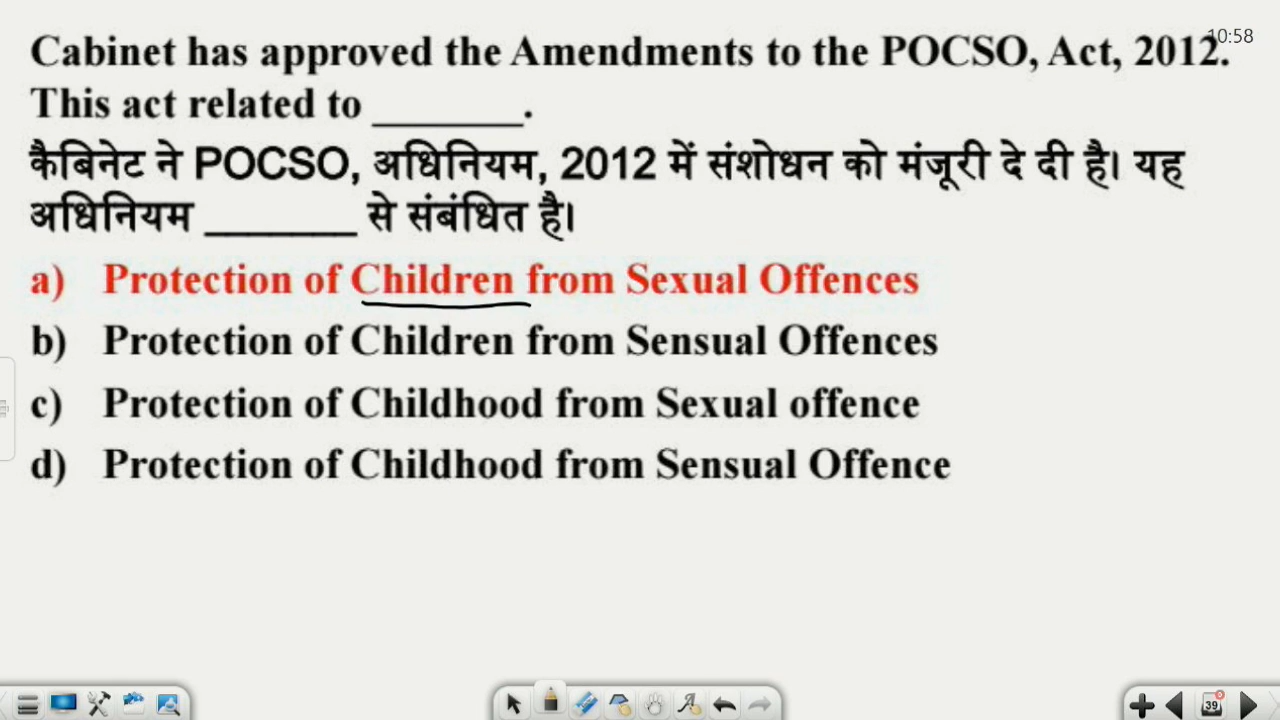 10:58
Cabinet has approved the Amendments to the POCSO, Act, 2012.
This act related to _______.
कैबिनेट ने POCSO, अधिनियम, 2012 में संशोधन को मंजूरी दे दी है। यह
अधिनियम _______ से संबंधित है।
a) Protection of Children from Sexual Offences
b) Protection of Children from Sensual Offences
c) Protection of Childhood from Sexual offence
d) Protection of Childhood from Sensual Offence
39